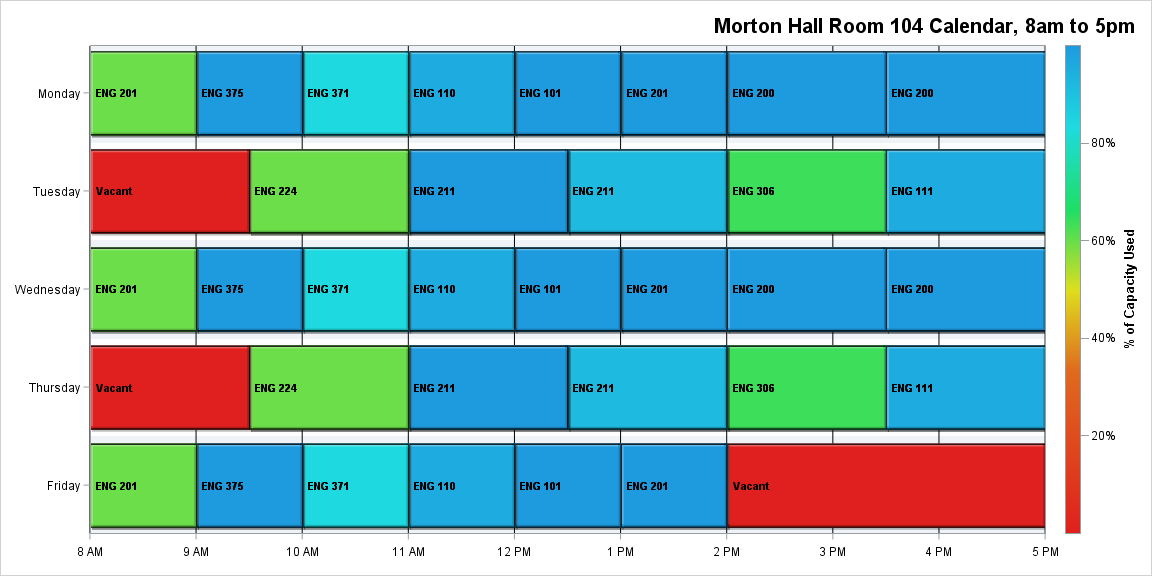 Morton Hall Room 104 Calendar, 8am to 5pm
Monday
ENG 201
ENG 375
ENG 371
ENG 110
ENG 101
ENG 201
ENG 200
ENG 200
Tuesday
Vacant
ENG 224
ENG 211
ENG 211
ENG 306
ENG 111
Wednesday
ENG 201
ENG 375
ENG 371
ENG 110
ENG 101
ENG 201
ENG 200
ENG 200
Thursday
Vacant
ENG 224
ENG 211
ENG 211
ENG 306
ENG 111
Friday
ENG 201
ENG 375
ENG 371
ENG 110
ENG 101
ENG 201
Vacant
8 AM
9 AM
10 AM
11 AM
12 PM
1 PM
2 PM
3 PM
4 PM
5 PM
80%
60%
40%
20%
% of Capacity Used